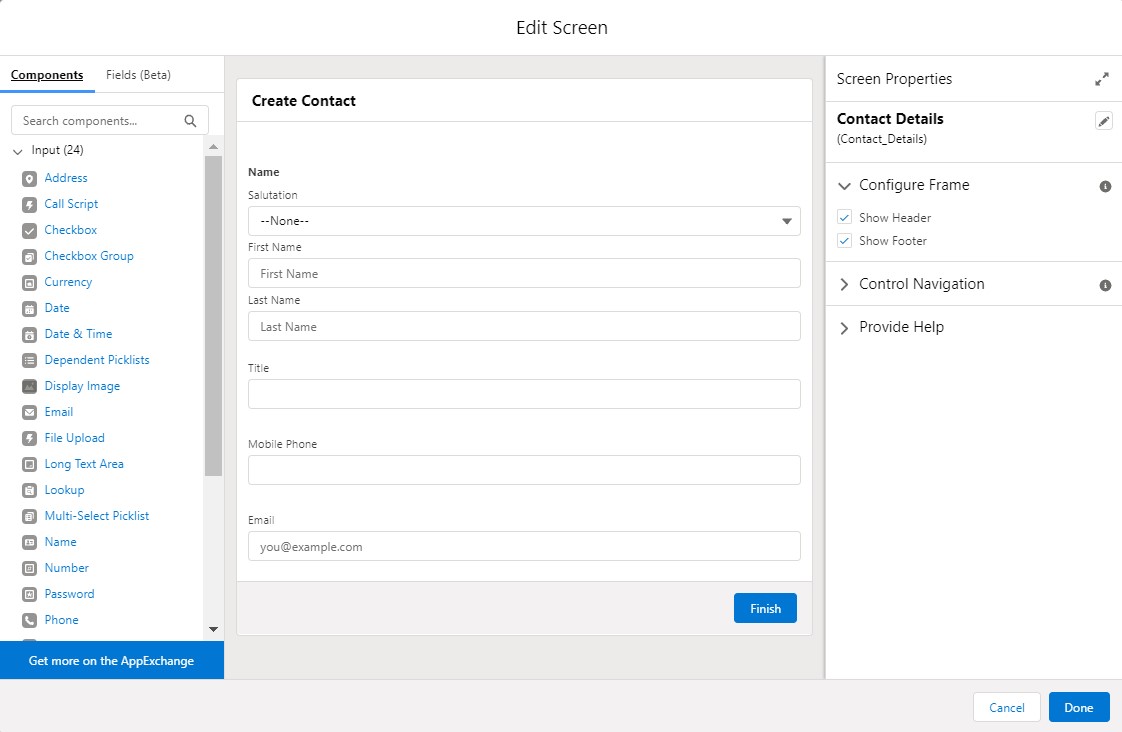 Edit Screen
Components
Fields (Beta)
Search components...
Input (24)
Address
Call Script
Checkbox
Checkbox Group
Currency
Date
Date & Time
Dependent Picklists
Display Image
Email
File Upload
Long Text Area
Lookup
Multi-Select Picklist
Name
Number
Password
Phone
Get more on the AppExchange
Create Contact
Name
Salutation
--None--
First Name
First Name
Last Name
Last Name
Title
Mobile Phone
Email
you@example.com
Finish
Screen Properties
Contact Details
(Contact_Details)
Configure Frame
Show Header
Show Footer
Control Navigation
Provide Help
Cancel
Done